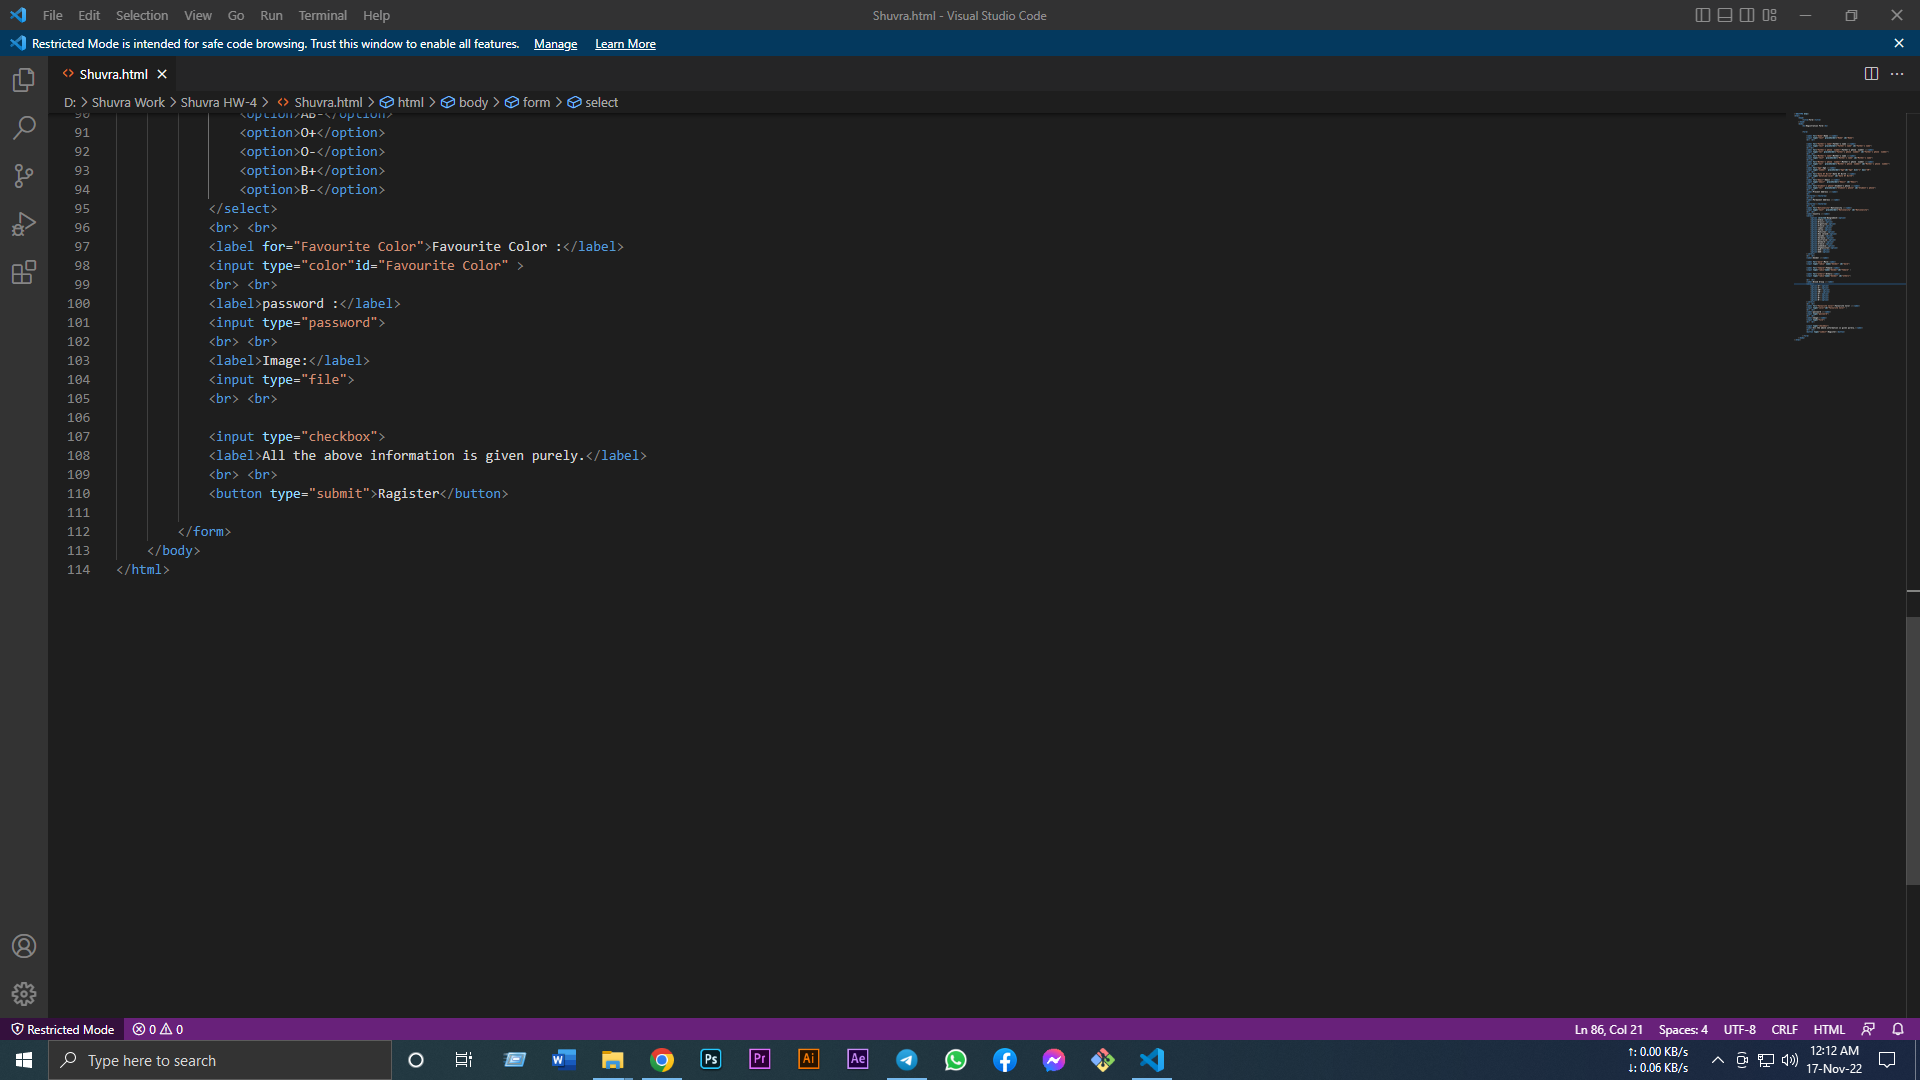 File Edit Selection View Go Run Terminal Help Shuvra.html - Visual Studio Code
Restricted Mode is intended for safe code browsing. Trust this window to enable all features. Manage Learn More
Shuvra.html
D: > Shuvra Work > Shuvra HW-4 > Shuvra.html > html > body > form > select
90 <option>AB-</option>
91 <option>O+</option>
92 <option>O-</option>
93 <option>B+</option>
94 <option>B-</option>
95 </select>
96 <br> <br>
97 <label for="Favourite Color">Favourite Color :</label>
98 <input type="color"id="Favourite Color" >
99 <br> <br>
100 <label>password :</label>
101 <input type="password">
102 <br> <br>
103 <label>Image:</label>
104 <input type="file">
105 <br> <br>
106
107 <input type="checkbox">
108 <label>All the above information is given purely.</label>
109 <br> <br>
110 <button type="submit">Ragister</button>
111
112 </form>
113 </body>
114 </html>
Restricted Mode 0 0 Ln 86, Col 21 Spaces: 4 UTF-8 CRLF HTML
Type here to search
W Ps Pr Ai Ae
↑: 0.00 KB/s
↓: 0.06 KB/s
12:12 AM
17-Nov-22